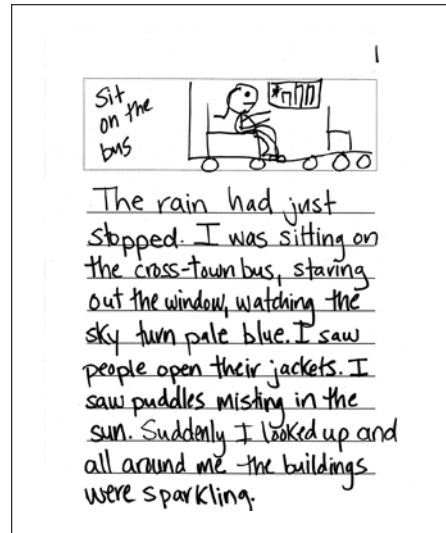 1
Sit
on the
bus
The rain had just
stopped. I was sitting on
the cross-town bus, staring
out the window, watching the
sky turn pale blue. I saw
people open their jackets. I
saw puddles misting in the
sun. Suddenly I looked up and
all around me the buildings
were sparkling.